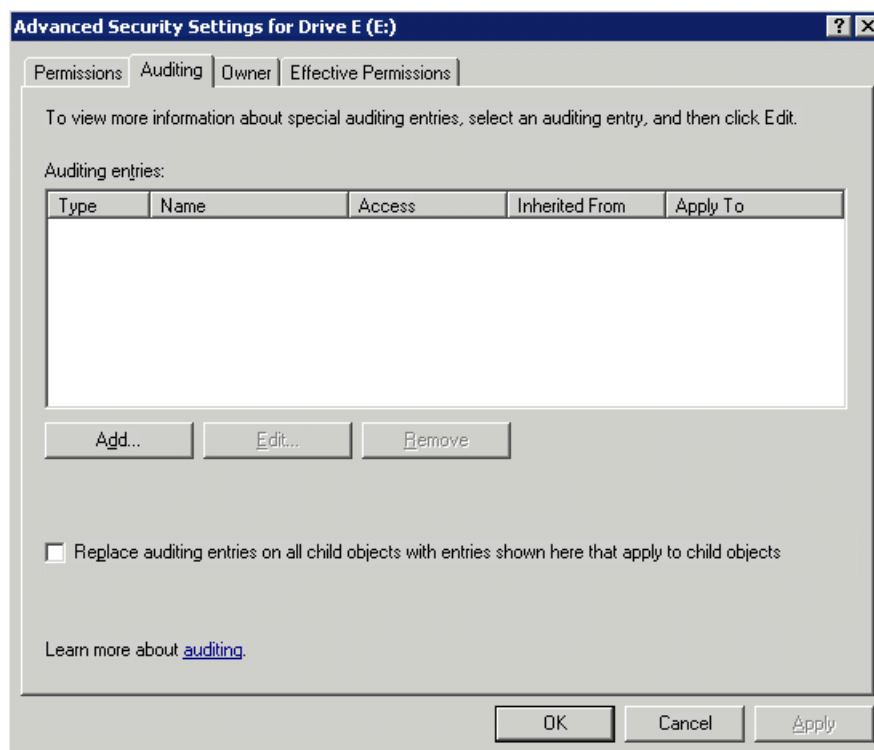 Advanced Security Settings for Drive E (E:)
Permissions Auditing Owner Effective Permissions
To view more information about special auditing entries, select an auditing entry, and then click Edit.
Auditing entries:
Type Name Access Inherited From Apply To
Add... Edit... Remove
Replace auditing entries on all child objects with entries shown here that apply to child objects
Learn more about auditing.
OK Cancel Apply